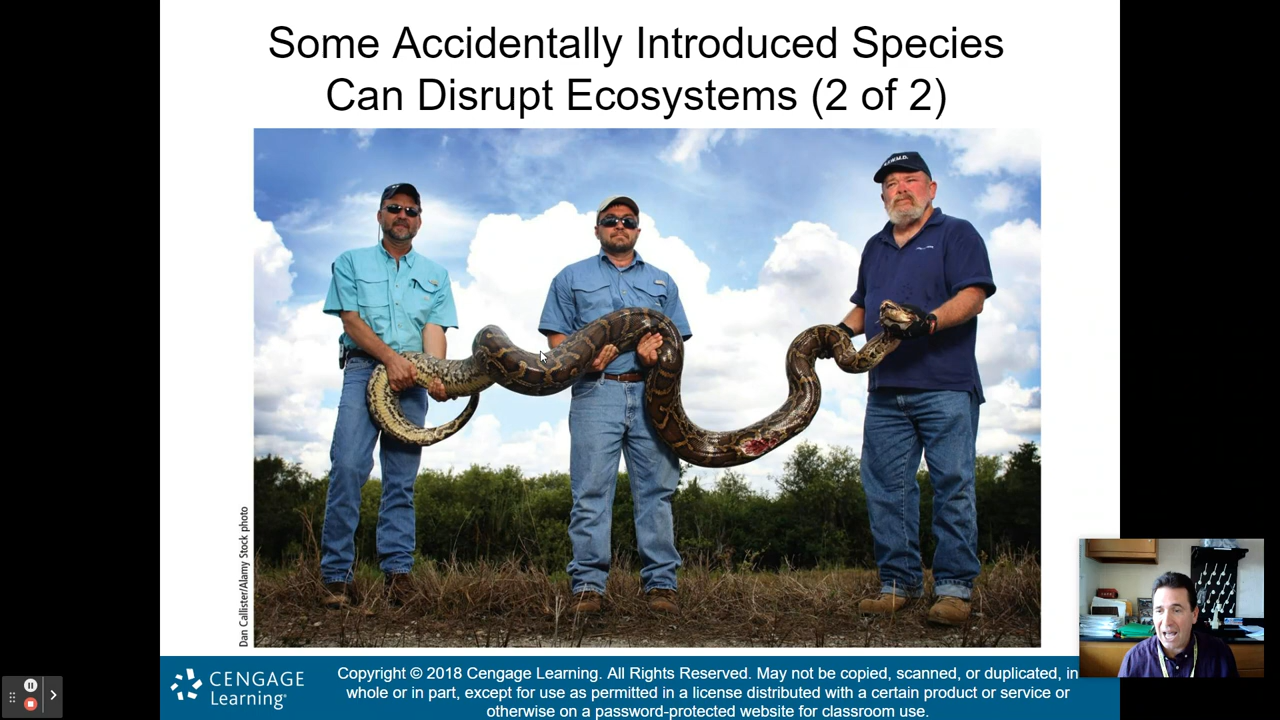 Some Accidentally Introduced Species
Can Disrupt Ecosystems (2 of 2)
Dan Callister/Alamy Stock photo
CENGAGE
Learning
Copyright © 2018 Cengage Learning. All Rights Reserved. May not be copied, scanned, or duplicated, in
whole or in part, except for use as permitted in a license distributed with a certain product or service or
otherwise on a password-protected website for classroom use.